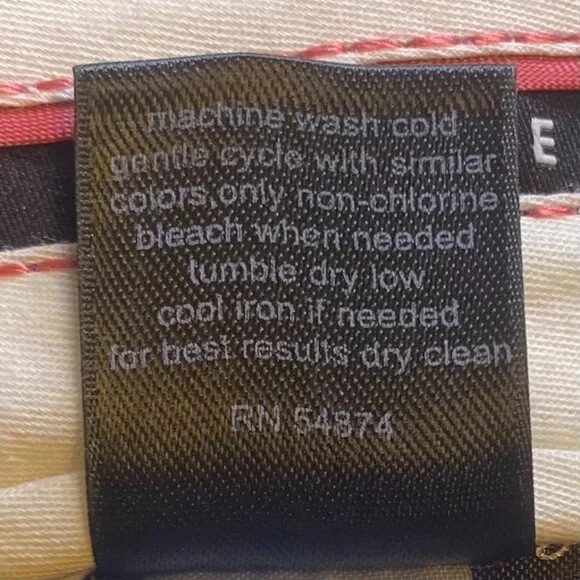 machine wash cold
gentle cycle with similar
colors,only non-chlorine
bleach when needed
tumble dry low
cool iron if needed
for best results dry clean
RN 54874
E